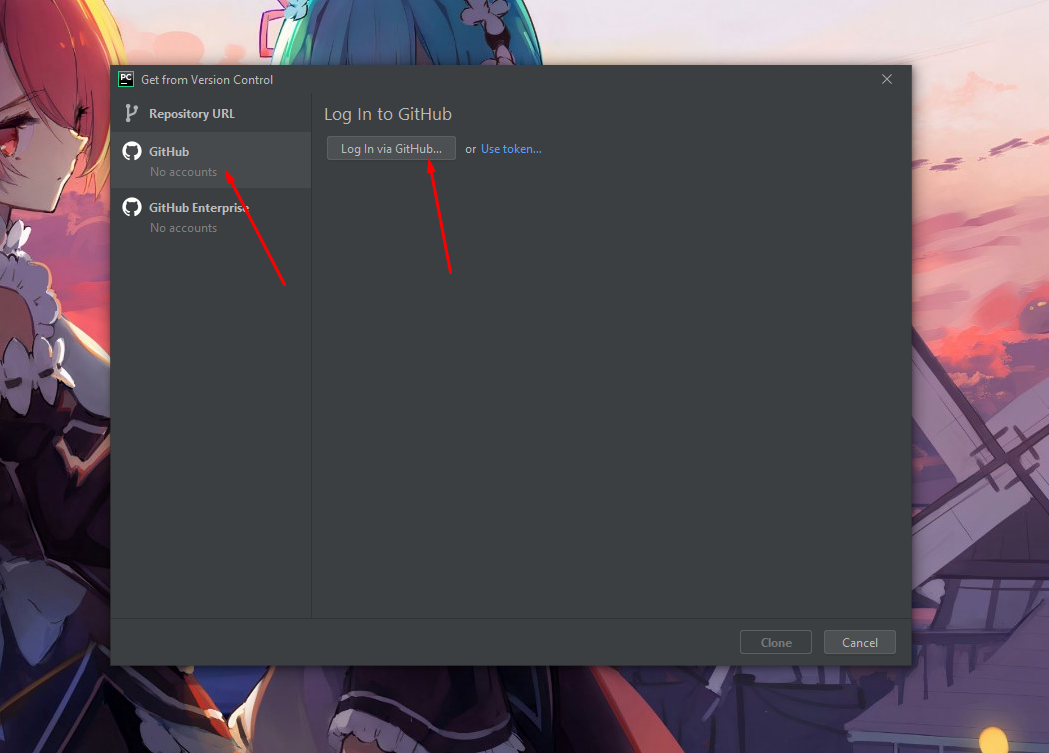 PC Get from Version Control
Repository URL
GitHub
No accounts
GitHub Enterprise
No accounts
Log In to GitHub
Log In via GitHub... or Use token...
Clone Cancel